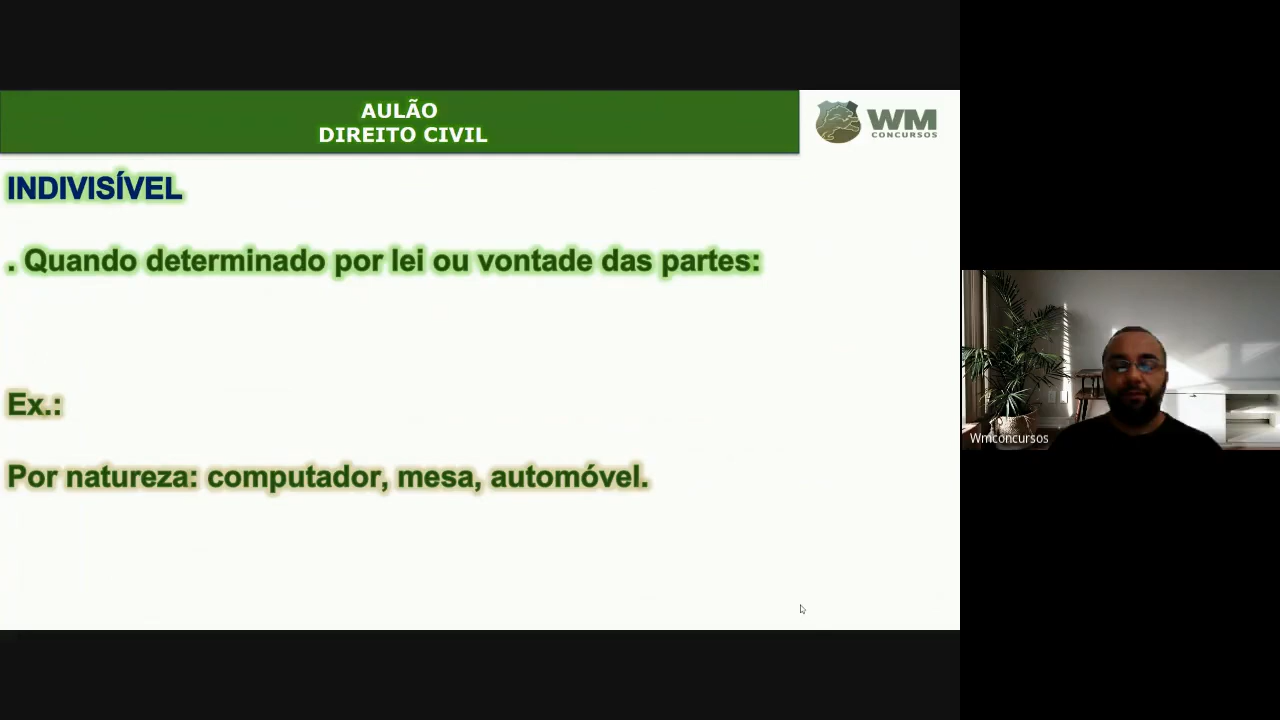 AULÃO
DIREITO CIVIL
WM
CONCURSOS
INDIVISÍVEL
. Quando determinado por lei ou vontade das partes:
Ex.:
Por natureza: computador, mesa, automóvel.
Wmconcursos